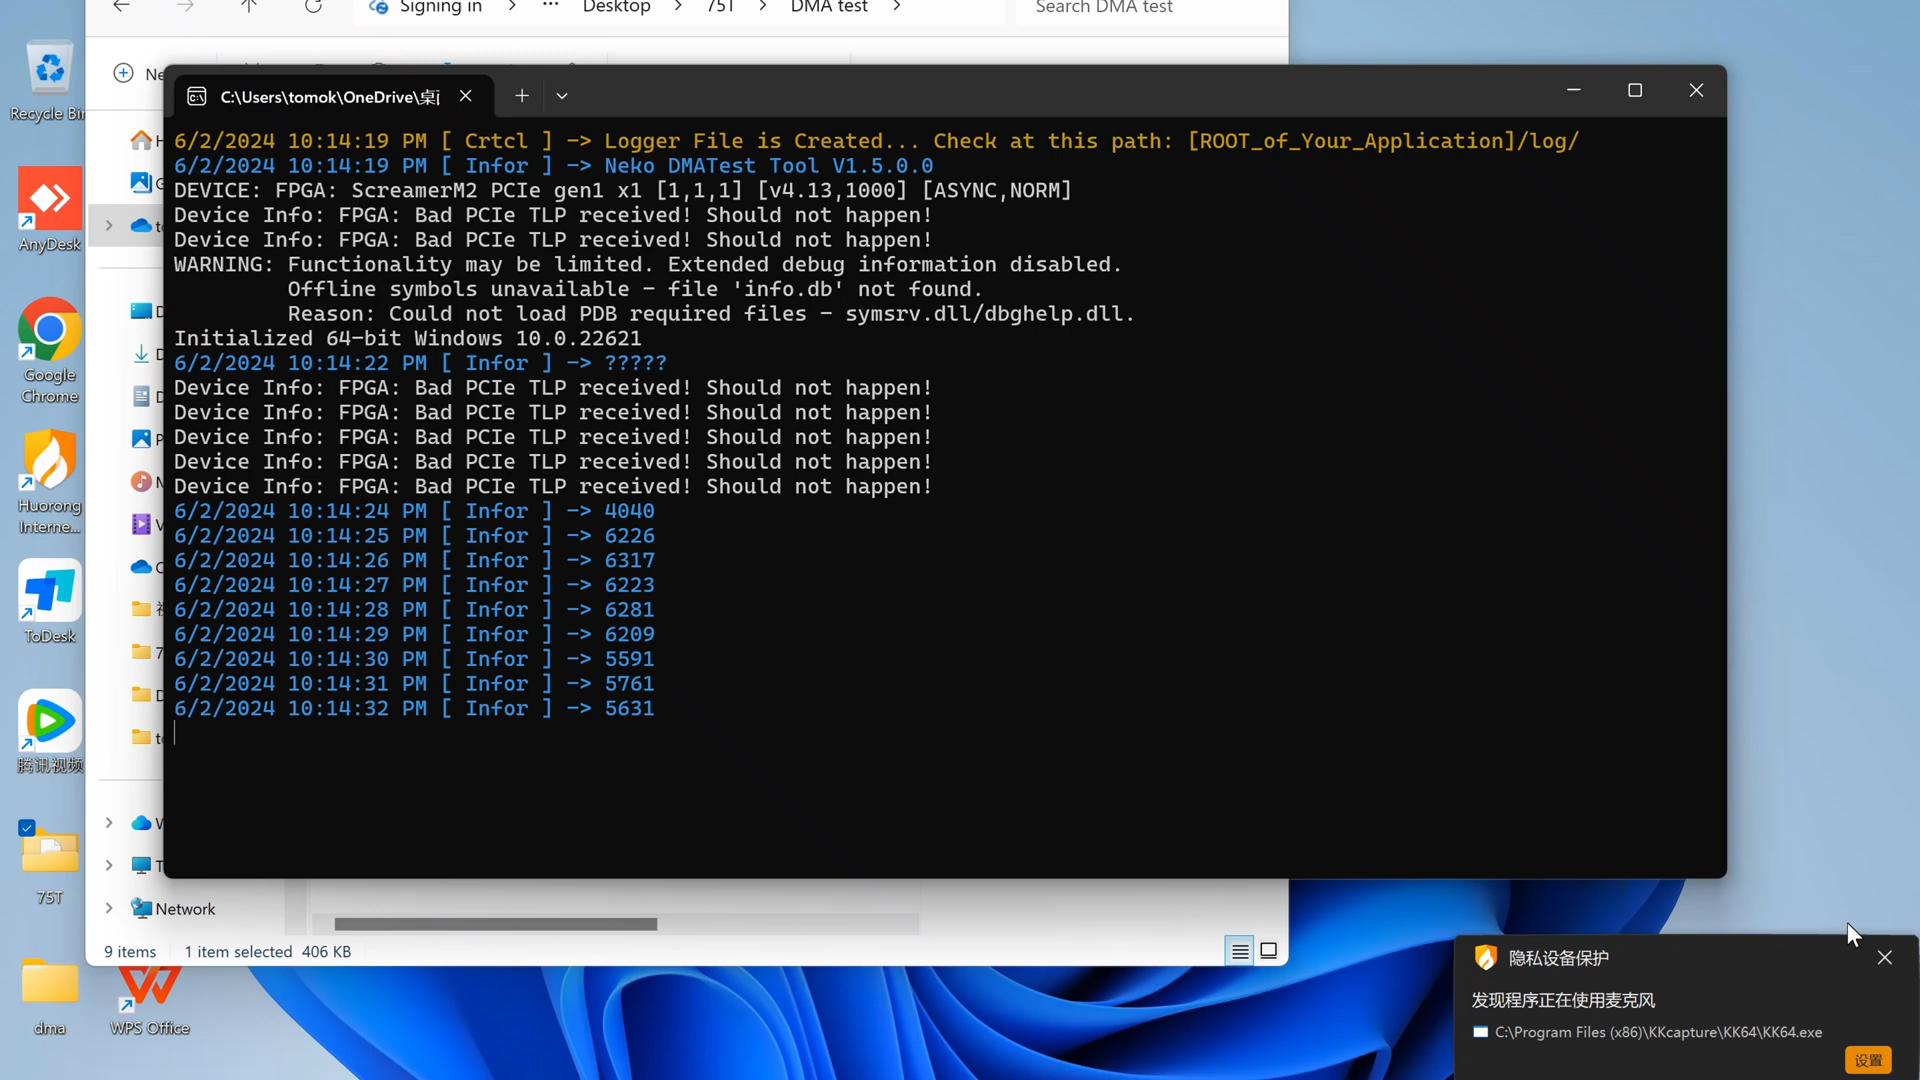 Signing in > ... Desktop > 75T > DMA test >
Search DMA test
Recycle Bin
C:\Users\tomok\OneDrive\桌
6/2/2024 10:14:19 PM [ Crtcl ] -> Logger File is Created... Check at this path: [ROOT_of_Your_Application]/log/
6/2/2024 10:14:19 PM [ Infor ] -> Neko DMATest Tool V1.5.0.0
DEVICE: FPGA: ScreamerM2 PCIe gen1 x1 [1,1,1] [v4.13,1000] [ASYNC,NORM]
Device Info: FPGA: Bad PCIe TLP received! Should not happen!
Device Info: FPGA: Bad PCIe TLP received! Should not happen!
WARNING: Functionality may be limited. Extended debug information disabled.
Offline symbols unavailable - file 'info.db' not found.
Reason: Could not load PDB required files - symsrv.dll/dbghelp.dll.
Initialized 64-bit Windows 10.0.22621
6/2/2024 10:14:22 PM [ Infor ] -> ?????
Device Info: FPGA: Bad PCIe TLP received! Should not happen!
Device Info: FPGA: Bad PCIe TLP received! Should not happen!
Device Info: FPGA: Bad PCIe TLP received! Should not happen!
Device Info: FPGA: Bad PCIe TLP received! Should not happen!
Device Info: FPGA: Bad PCIe TLP received! Should not happen!
6/2/2024 10:14:24 PM [ Infor ] -> 4040
6/2/2024 10:14:25 PM [ Infor ] -> 6226
6/2/2024 10:14:26 PM [ Infor ] -> 6317
6/2/2024 10:14:27 PM [ Infor ] -> 6223
6/2/2024 10:14:28 PM [ Infor ] -> 6281
6/2/2024 10:14:29 PM [ Infor ] -> 6209
6/2/2024 10:14:30 PM [ Infor ] -> 5591
6/2/2024 10:14:31 PM [ Infor ] -> 5761
6/2/2024 10:14:32 PM [ Infor ] -> 5631
AnyDesk
Google
Chrome
Huorong
Interne...
ToDesk
腾讯视频
75T
dma
WPS Office
Network
9 items 1 item selected 406 KB
隐私设备保护
发现程序正在使用麦克风
C:\Program Files (x86)\KKcapture\KK64\KK64.exe
设置